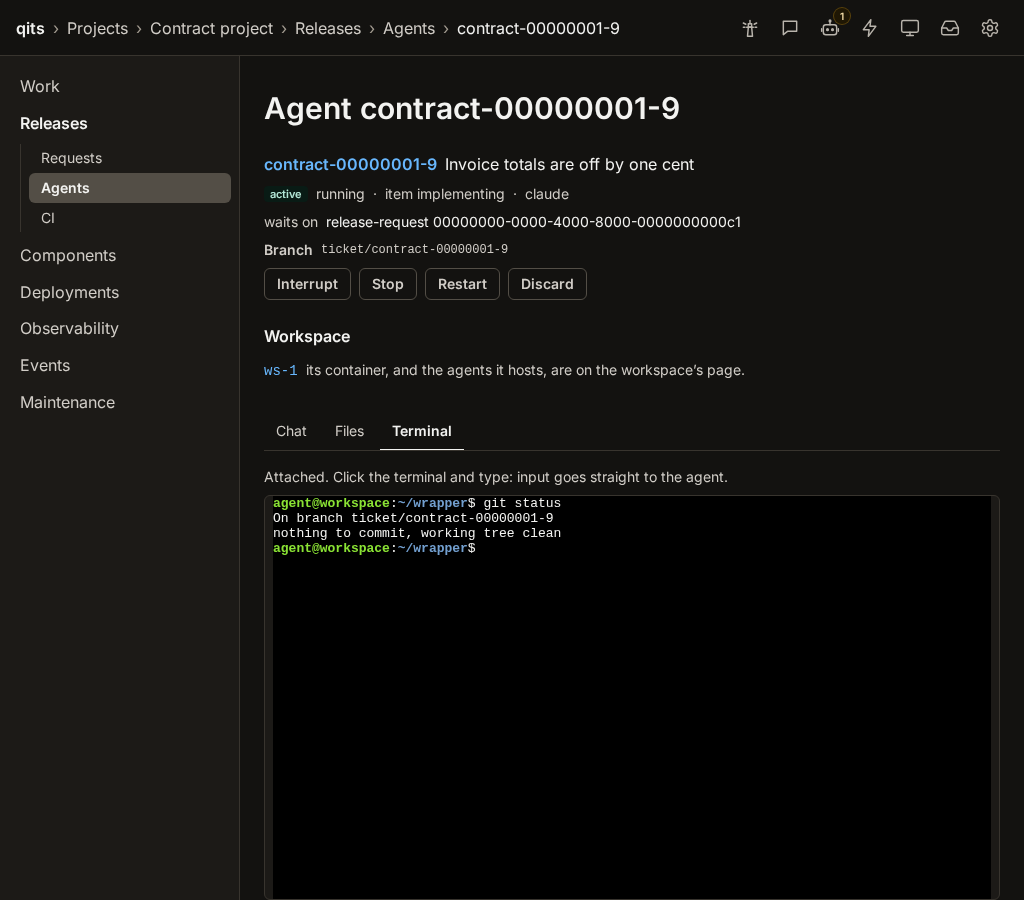 qits › Projects › Contract project › Releases › Agents › contract-00000001-9
1
Work
Releases
Requests
Agents
CI
Components
Deployments
Observability
Events
Maintenance
Agent contract-00000001-9
contract-00000001-9 Invoice totals are off by one cent
active running · item implementing · claude
waits on release-request 00000000-0000-4000-8000-0000000000c1
Branch ticket/contract-00000001-9
Interrupt Stop Restart Discard
Workspace
ws-1 its container, and the agents it hosts, are on the workspace’s page.
Chat Files Terminal
Attached. Click the terminal and type: input goes straight to the agent.
agent@workspace:~/wrapper$ git status
On branch ticket/contract-00000001-9
nothing to commit, working tree clean
agent@workspace:~/wrapper$